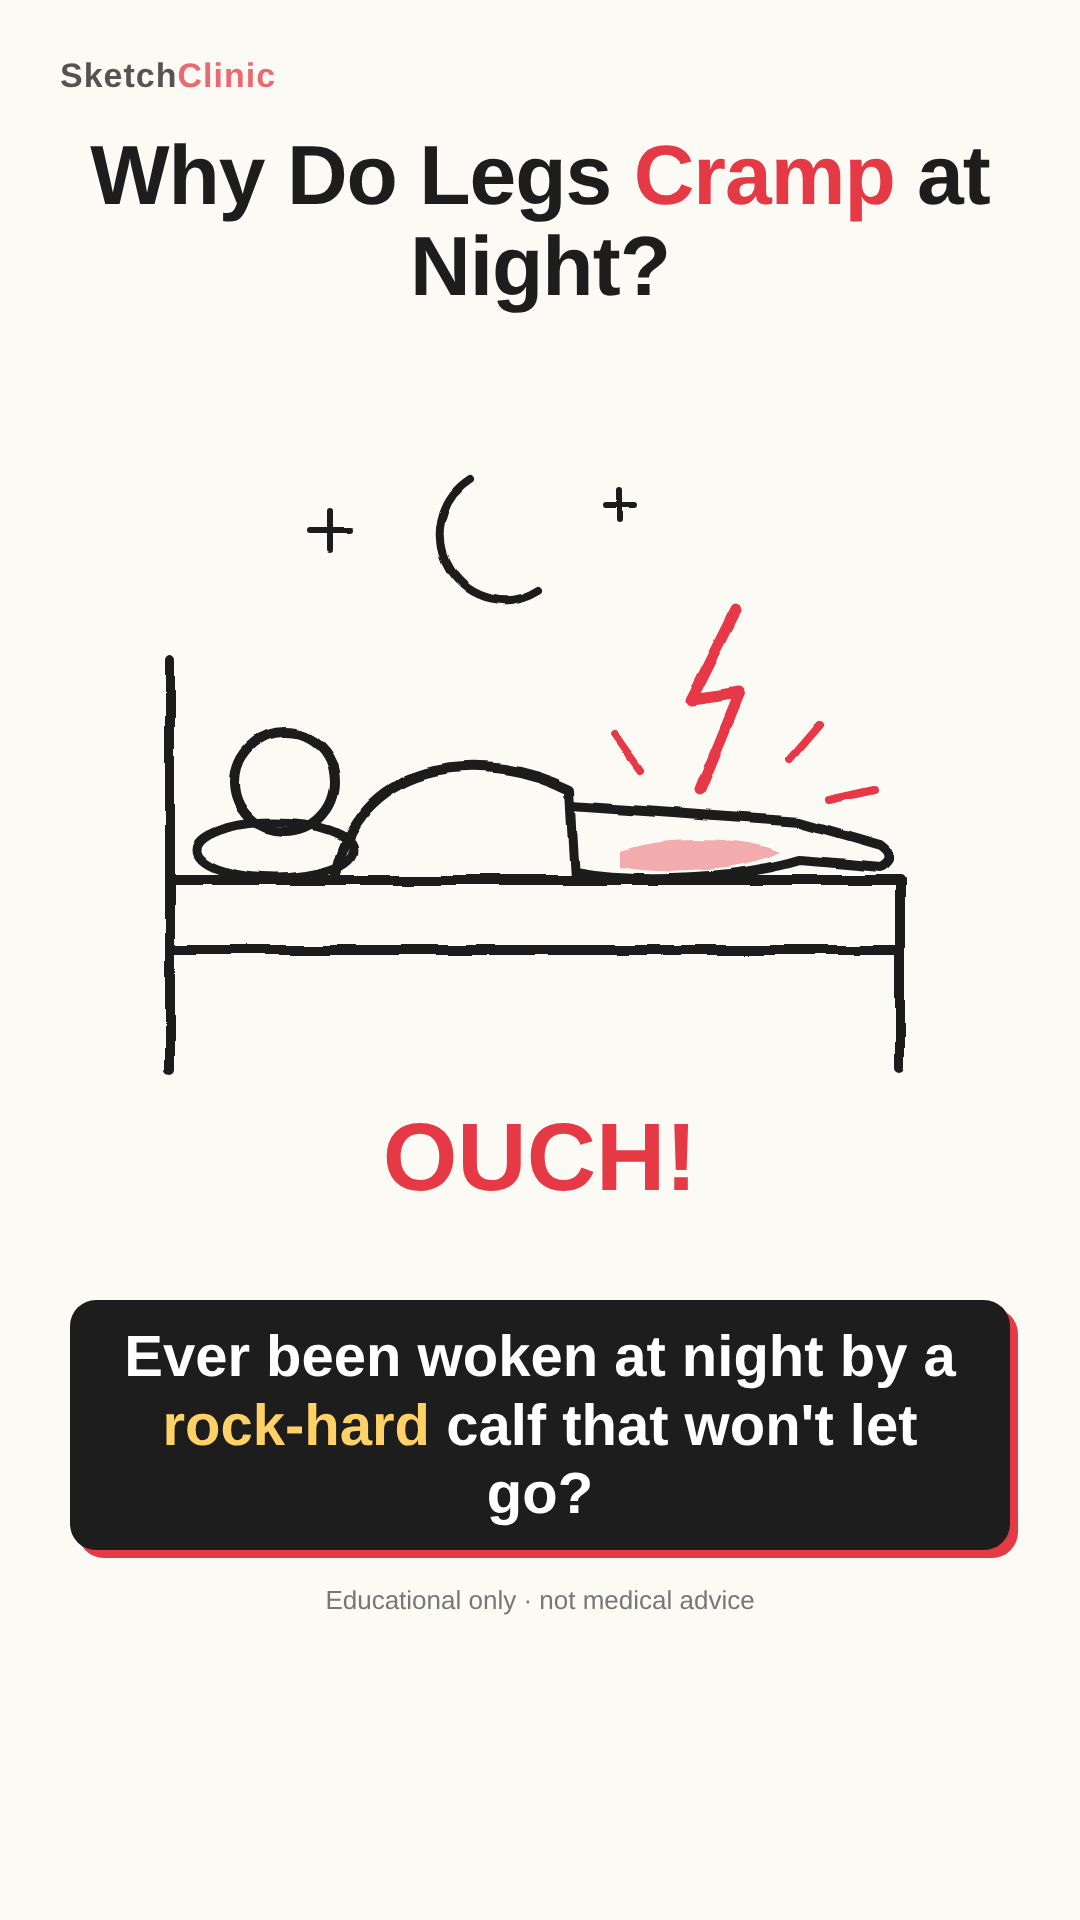 SketchClinic
Why Do Legs Cramp at
Night?
OUCH!
Ever been woken at night by a
rock-hard calf that won't let
go?
Educational only · not medical advice